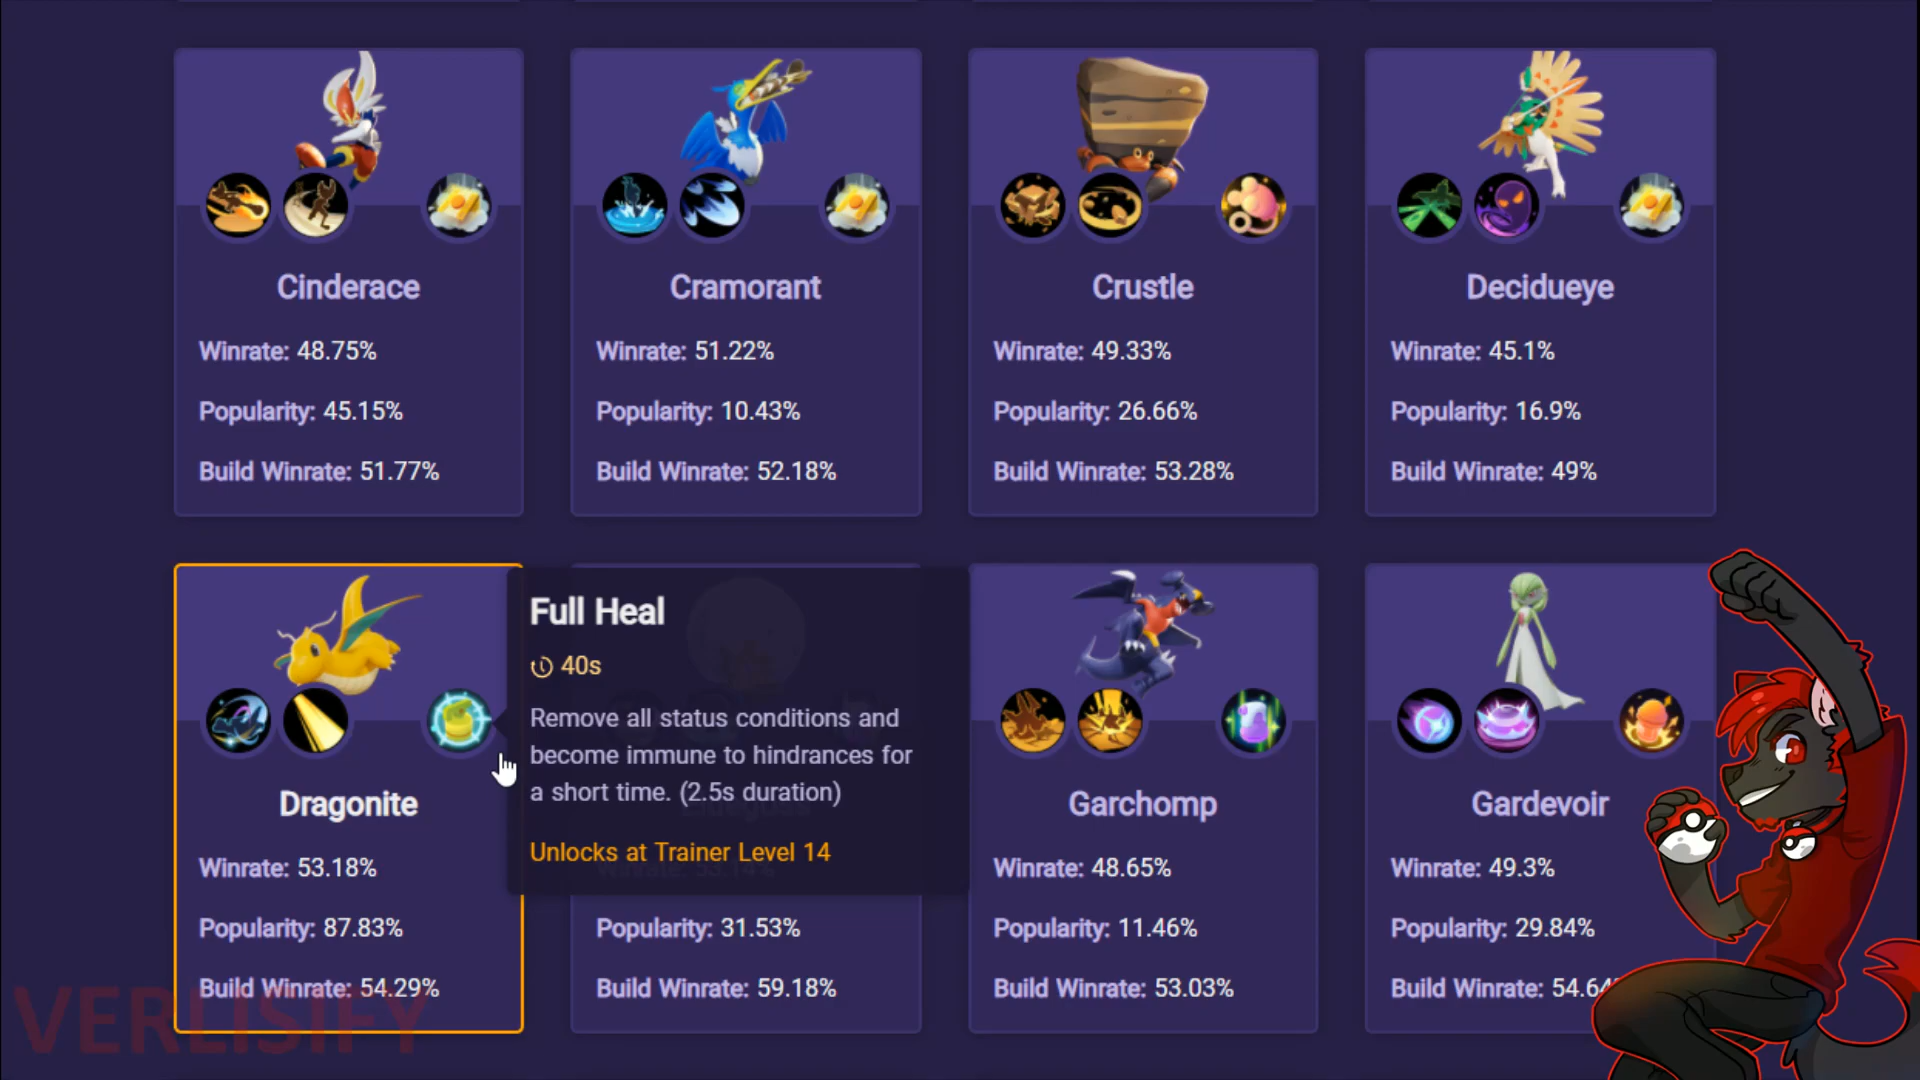 Cinderace
Winrate: 48.75%
Popularity: 45.15%
Build Winrate: 51.77%
Cramorant
Winrate: 51.22%
Popularity: 10.43%
Build Winrate: 52.18%
Crustle
Winrate: 49.33%
Popularity: 26.66%
Build Winrate: 53.28%
Decidueye
Winrate: 45.1%
Popularity: 16.9%
Build Winrate: 49%
Dragonite
Winrate: 53.18%
Popularity: 87.83%
Build Winrate: 54.29%
Full Heal
40s
Remove all status conditions and
become immune to hindrances for
a short time. (2.5s duration)
Unlocks at Trainer Level 14
Popularity: 31.53%
Build Winrate: 59.18%
Garchomp
Winrate: 48.65%
Popularity: 11.46%
Build Winrate: 53.03%
Gardevoir
Winrate: 49.3%
Popularity: 29.84%
Build Winrate: 54.64
VERLISIFY